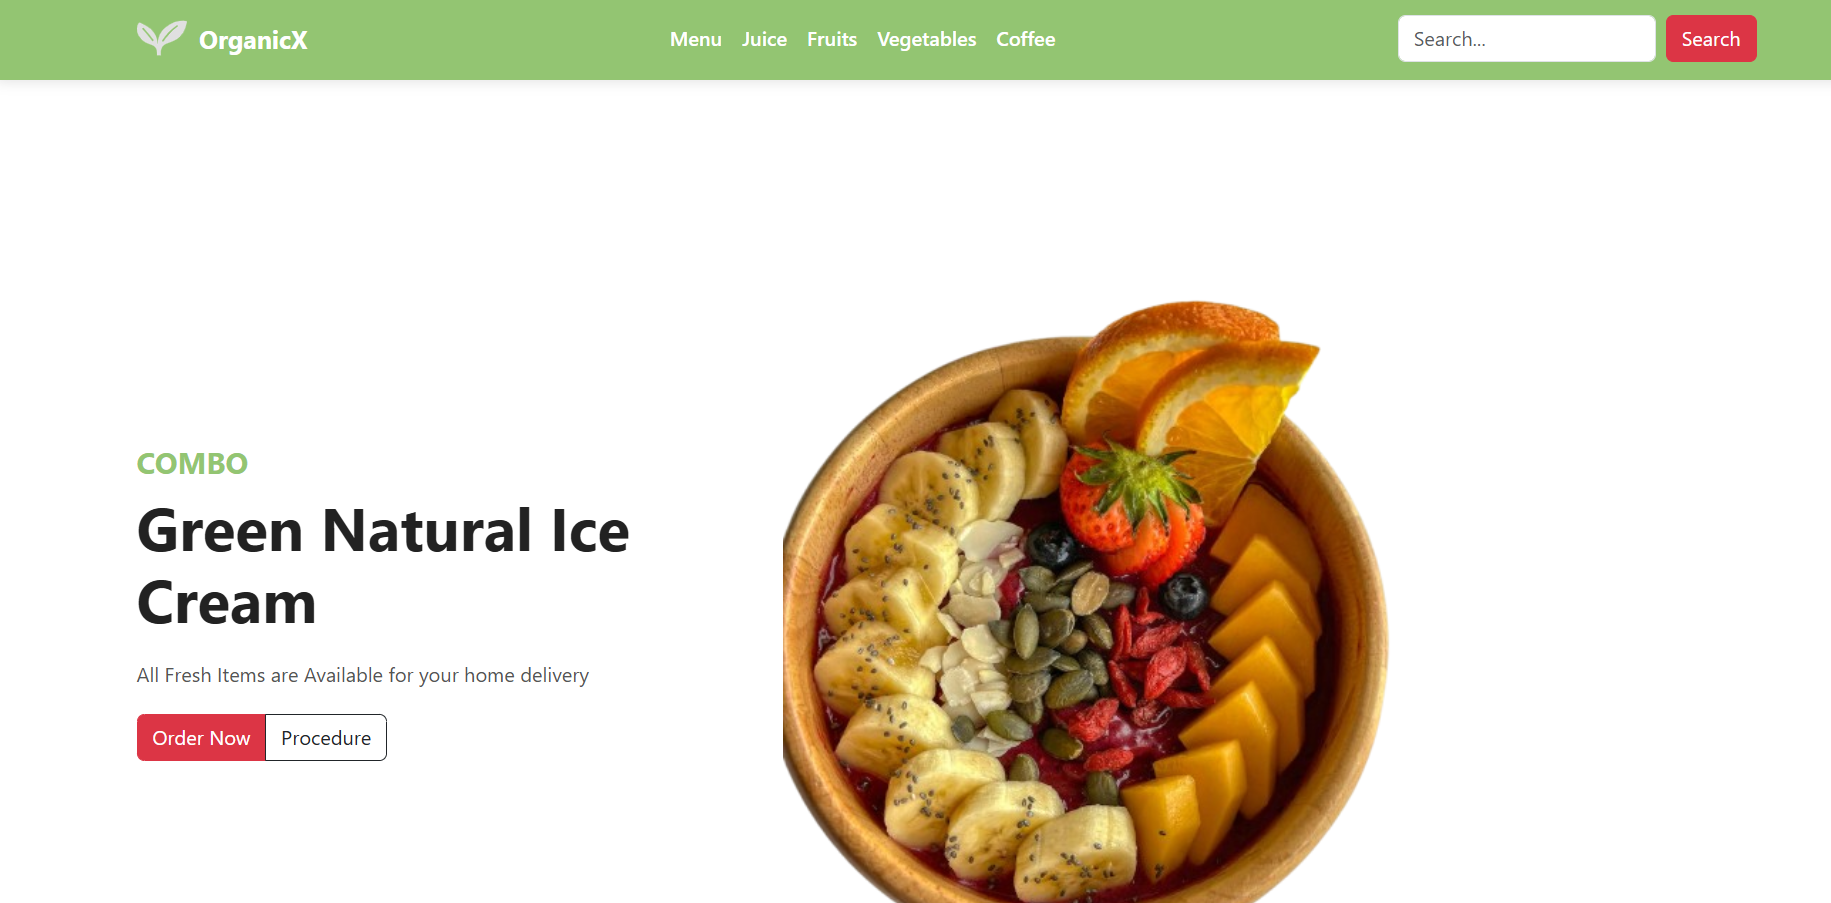 OrganicX
Menu Juice Fruits Vegetables Coffee
Search...
Search
COMBO
Green Natural Ice
Cream
All Fresh Items are Available for your home delivery
Order Now
Procedure